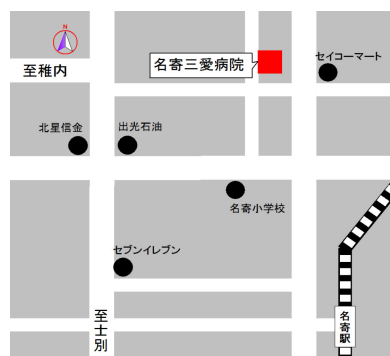 名寄三愛病院
セイコーマート
至稚内
北星信金
出光石油
名寄小学校
セブンイレブン
至士別
名寄駅